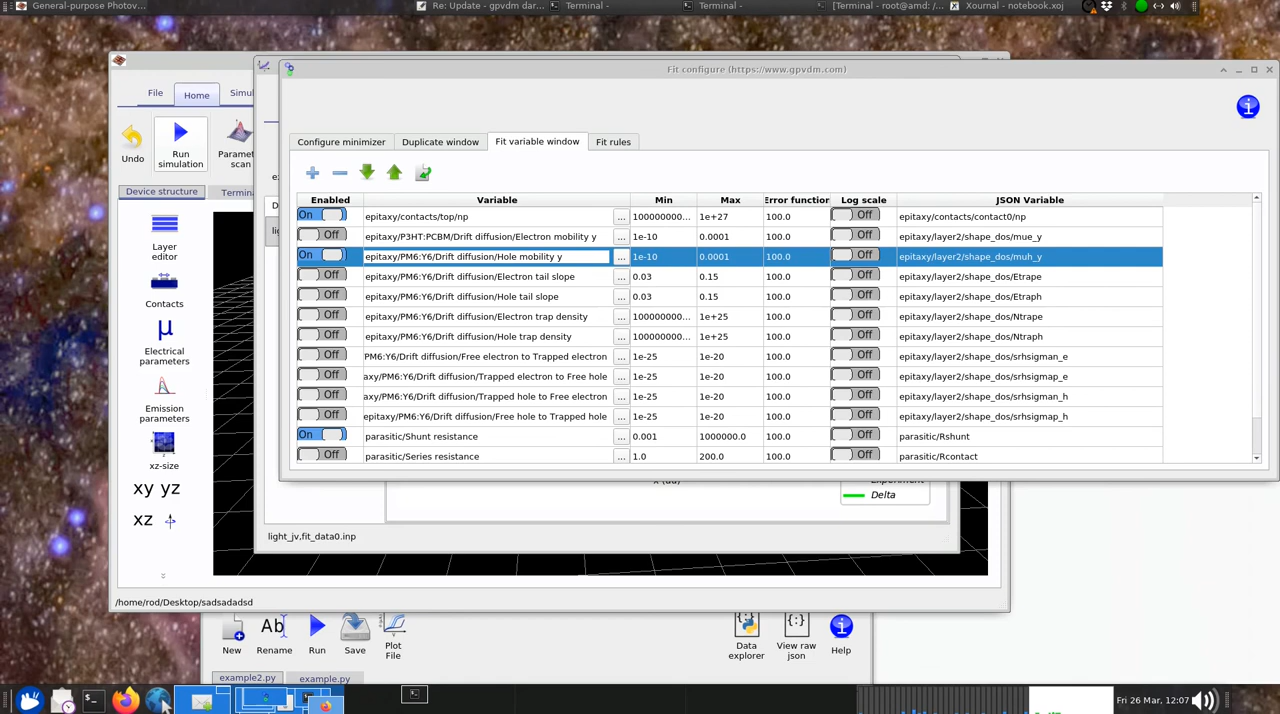 General-purpose Photov...
Re: Update - gpvdm dar...
Terminal -
Terminal -
[Terminal - root@amd: /...
Xournal - notebook.xoj
Fit configure (https://www.gpvdm.com)
File
Home
Simul
Undo
Run simulation
Parame
scan
Device structure
Termin
Configure minimizer
Duplicate window
Fit variable window
Fit rules
Enabled Variable Min Max Error function Log scale JSON Variable
On epitaxy/contacts/top/np ... 100000000... 1e+27 100.0 Off epitaxy/contacts/contact0/np
Off epitaxy/P3HT:PCBM/Drift diffusion/Electron mobility y ... 1e-10 0.0001 100.0 Off epitaxy/layer2/shape_dos/mue_y
On epitaxy/PM6:Y6/Drift diffusion/Hole mobility y ... 1e-10 0.0001 100.0 Off epitaxy/layer2/shape_dos/muh_y
Off epitaxy/PM6:Y6/Drift diffusion/Electron tail slope ... 0.03 0.15 100.0 Off epitaxy/layer2/shape_dos/Etrape
Off epitaxy/PM6:Y6/Drift diffusion/Hole tail slope ... 0.03 0.15 100.0 Off epitaxy/layer2/shape_dos/Etraph
Off epitaxy/PM6:Y6/Drift diffusion/Electron trap density ... 100000000... 1e+25 100.0 Off epitaxy/layer2/shape_dos/Ntrape
Off epitaxy/PM6:Y6/Drift diffusion/Hole trap density ... 100000000... 1e+25 100.0 Off epitaxy/layer2/shape_dos/Ntraph
Off PM6:Y6/Drift diffusion/Free electron to Trapped electron ... 1e-25 1e-20 100.0 Off epitaxy/layer2/shape_dos/srhsigman_e
Off axy/PM6:Y6/Drift diffusion/Trapped electron to Free hole ... 1e-25 1e-20 100.0 Off epitaxy/layer2/shape_dos/srhsigmap_e
Off axy/PM6:Y6/Drift diffusion/Trapped hole to Free electron ... 1e-25 1e-20 100.0 Off epitaxy/layer2/shape_dos/srhsigman_h
Off epitaxy/PM6:Y6/Drift diffusion/Free hole to Trapped hole ... 1e-25 1e-20 100.0 Off epitaxy/layer2/shape_dos/srhsigmap_h
On parasitic/Shunt resistance ... 0.001 1000000.0 100.0 Off parasitic/Rshunt
Off parasitic/Series resistance ... 1.0 200.0 100.0 Off parasitic/Rcontact
Layer editor
Contacts
μ
Electrical parameters
Emission parameters
xz-size
xy yz
xz
Delta
light_jv,fit_data0.inp
/home/rod/Desktop/sadsadadsd
New
Ab
Rename
Run
Save
Plot File
Data explorer
{...}
View raw json
Help
example2.py
example.py
Fri 26 Mar, 12:07